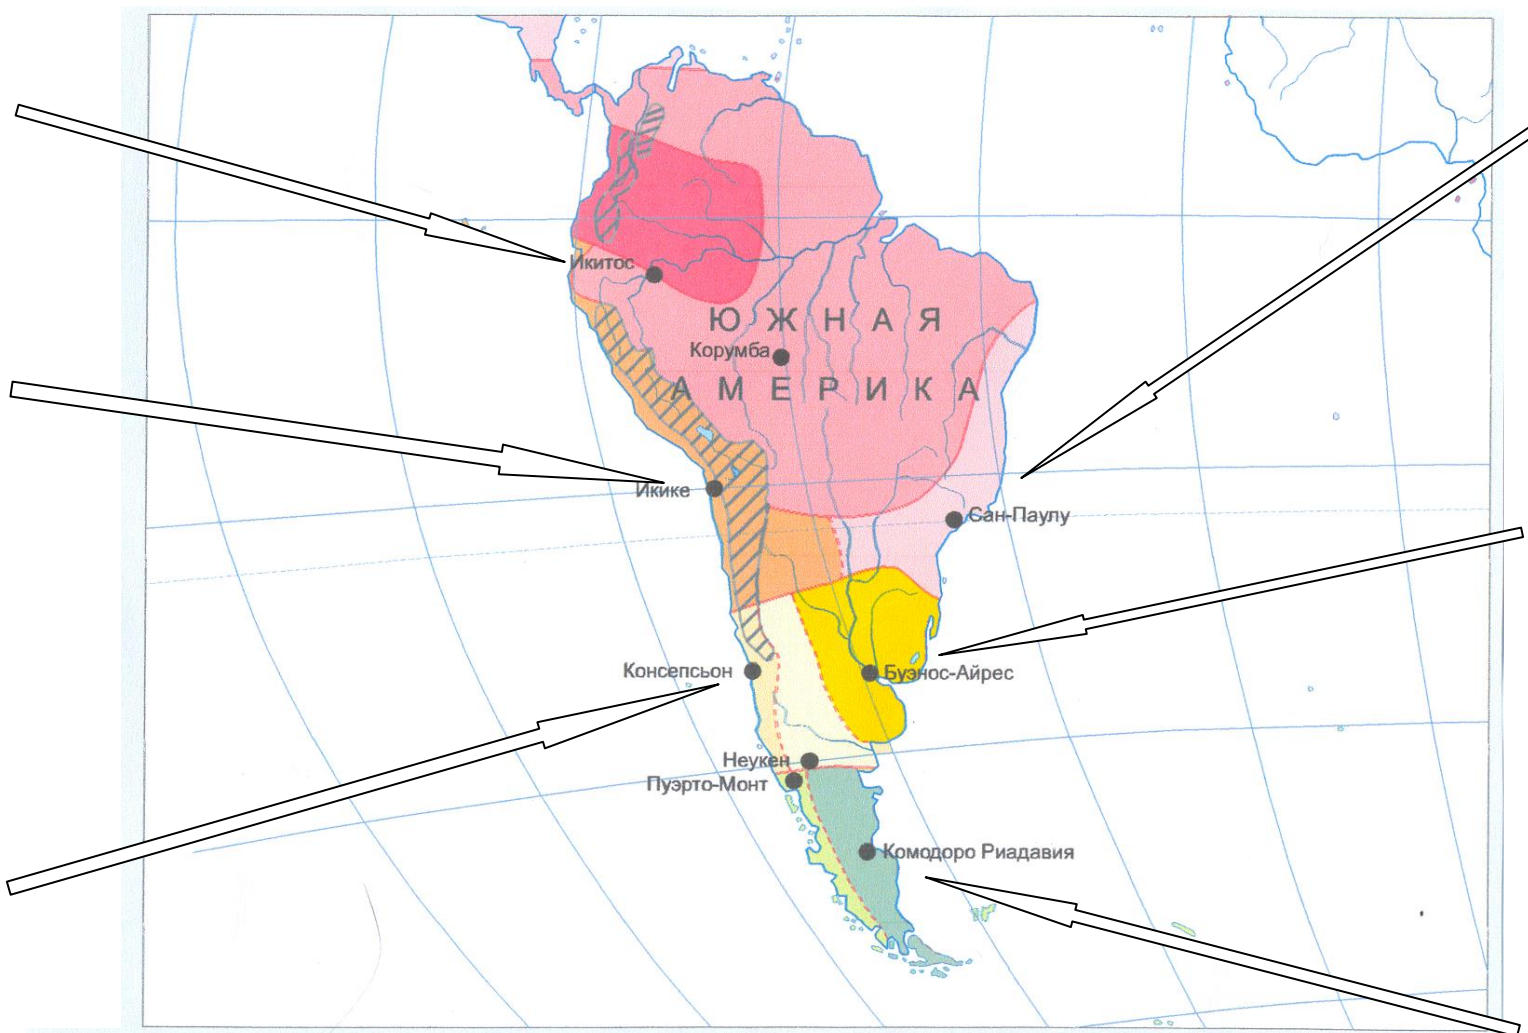 Икитос
ЮЖНАЯ
Корумба
АМЕРИКА
Икике
Сан-Паулу
Консепсьон
Буэнос-Айрес
Неукен
Пуэрто-Монт
Комодоро Риадавия